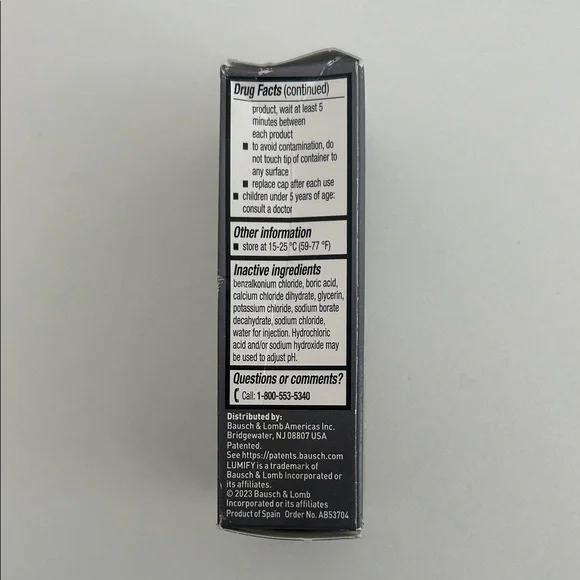 Drug Facts (continued)
product, wait at least 5
minutes between
each product
■ to avoid contamination, do
not touch tip of container to
any surface
■ replace cap after each use
■ children under 5 years of age:
consult a doctor
Other information
■ store at 15-25 °C (59-77 °F)
Inactive ingredients
benzalkonium chloride, boric acid,
calcium chloride dihydrate, glycerin,
potassium chloride, sodium borate
decahydrate, sodium chloride,
water for injection. Hydrochloric
acid and/or sodium hydroxide may
be used to adjust pH.
Questions or comments?
Call: 1-800-553-5340
Distributed by:
Bausch & Lomb Americas Inc.
Bridgewater, NJ 08807 USA
Patented.
See https://patents.bausch.com
LUMIFY is a trademark of
Bausch & Lomb Incorporated or
its affiliates.
© 2023 Bausch & Lomb
Incorporated or its affiliates
Product of Spain Order No. AB53704